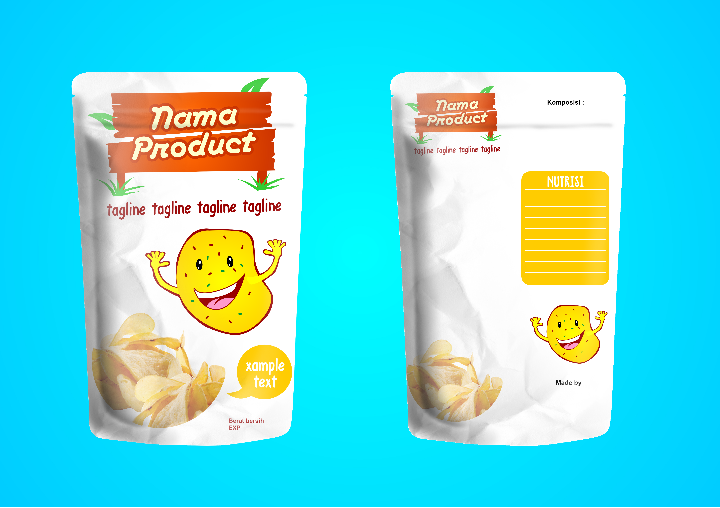 Nama
Product
tagline tagline tagline tagline
xample
text
Berat bersih
EXP
Nama
Product
tagline tagline tagline tagline
Komposisi :
NUTRISI
Made by